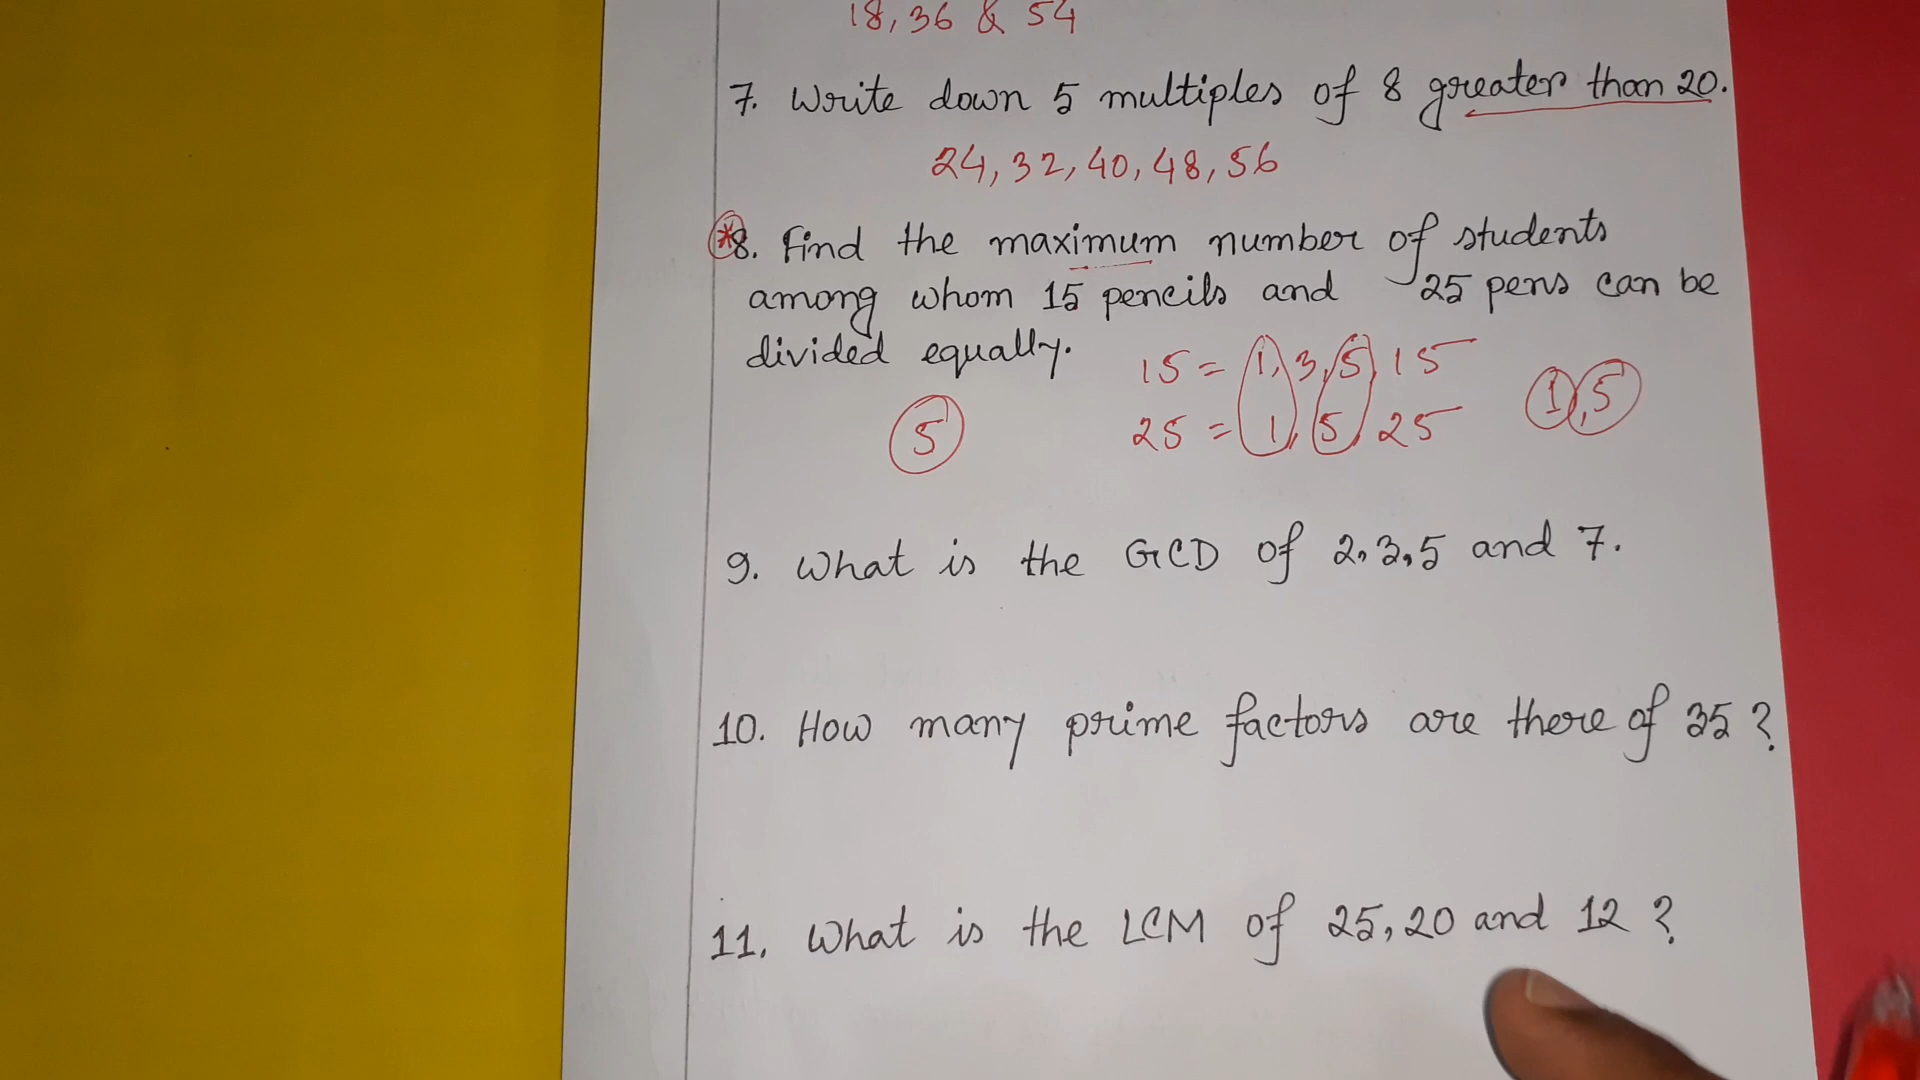 18, 36 & 54
7. Write down 5 multiples of 8 greater than 20.
24, 32, 40, 48, 56
*8. Find the maximum number of students
among whom 15 pencils and 25 pens can be
divided equally.
15 = 1, 3, 5, 15
25 = 1, 5, 25
1, 5
5
9. What is the GCD of 2, 3, 5 and 7.
10. How many prime factors are there of 35?
11. What is the LCM of 25, 20 and 12?